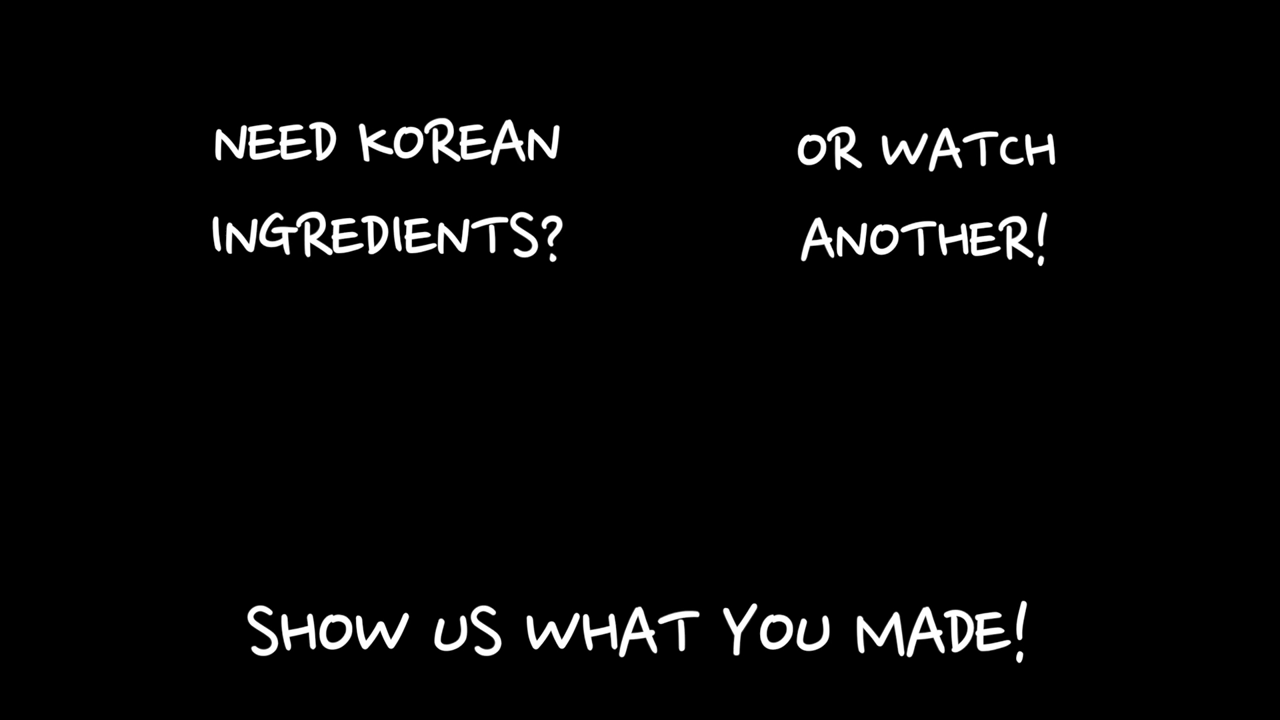 NEED KOREAN
INGREDIENTS?
OR WATCH
ANOTHER!
SHOW US WHAT YOU MADE!